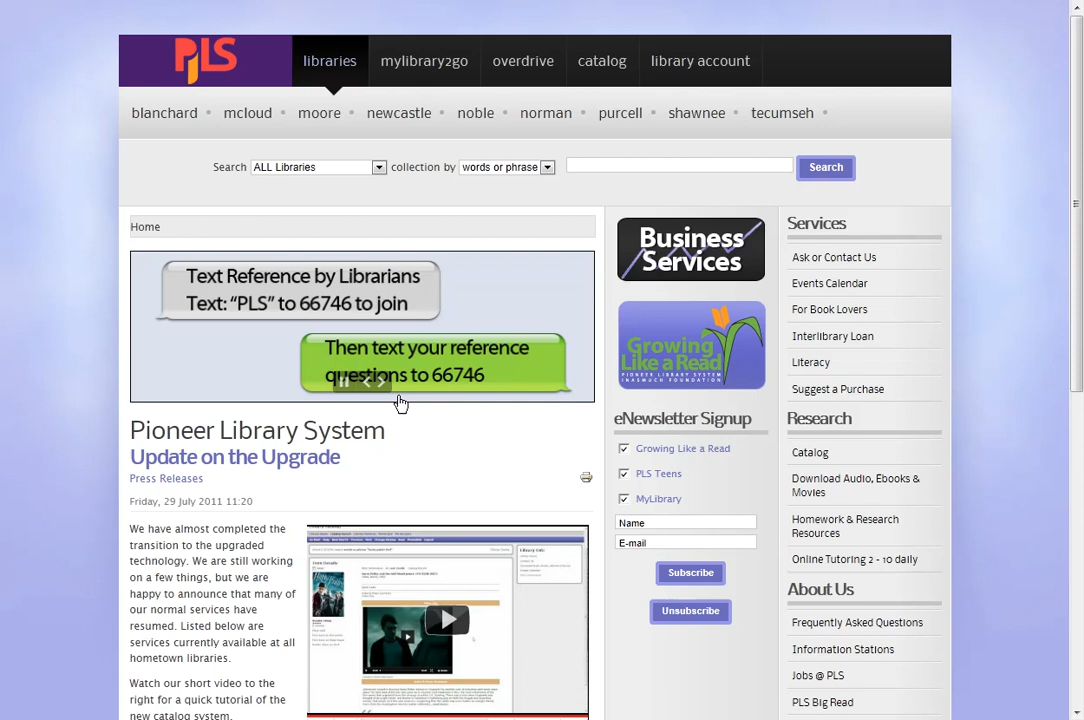 PLS
libraries
mylibrary2go
overdrive
catalog
library account
blanchard
mcloud
moore
newcastle
noble
norman
purcell
shawnee
tecumseh
Search ALL Libraries collection by words or phrase Search
Home
Text Reference by Librarians
Text: “PLS” to 66746 to join
Then text your reference
questions to 66746
Pioneer Library System
Update on the Upgrade
Press Releases
Friday, 29 July 2011 11:20
We have almost completed the
transition to the upgraded
technology. We are still working
on a few things, but we are
happy to announce that many of
our normal services have
resumed. Listed below are
services currently available at all
hometown libraries.
Watch our short video to the
right for a quick tutorial of the
new catalog system.
Business
Services
Growing
Like a Read
PIONEER LIBRARY SYSTEM
INASMUCH FOUNDATION
eNewsletter Signup
Growing Like a Read
PLS Teens
MyLibrary
Name
E-mail
Subscribe
Unsubscribe
Services
Ask or Contact Us
Events Calendar
For Book Lovers
Interlibrary Loan
Literacy
Suggest a Purchase
Research
Catalog
Download Audio, Ebooks &
Movies
Homework & Research
Resources
Online Tutoring 2 - 10 daily
About Us
Frequently Asked Questions
Information Stations
Jobs @ PLS
PLS Big Read